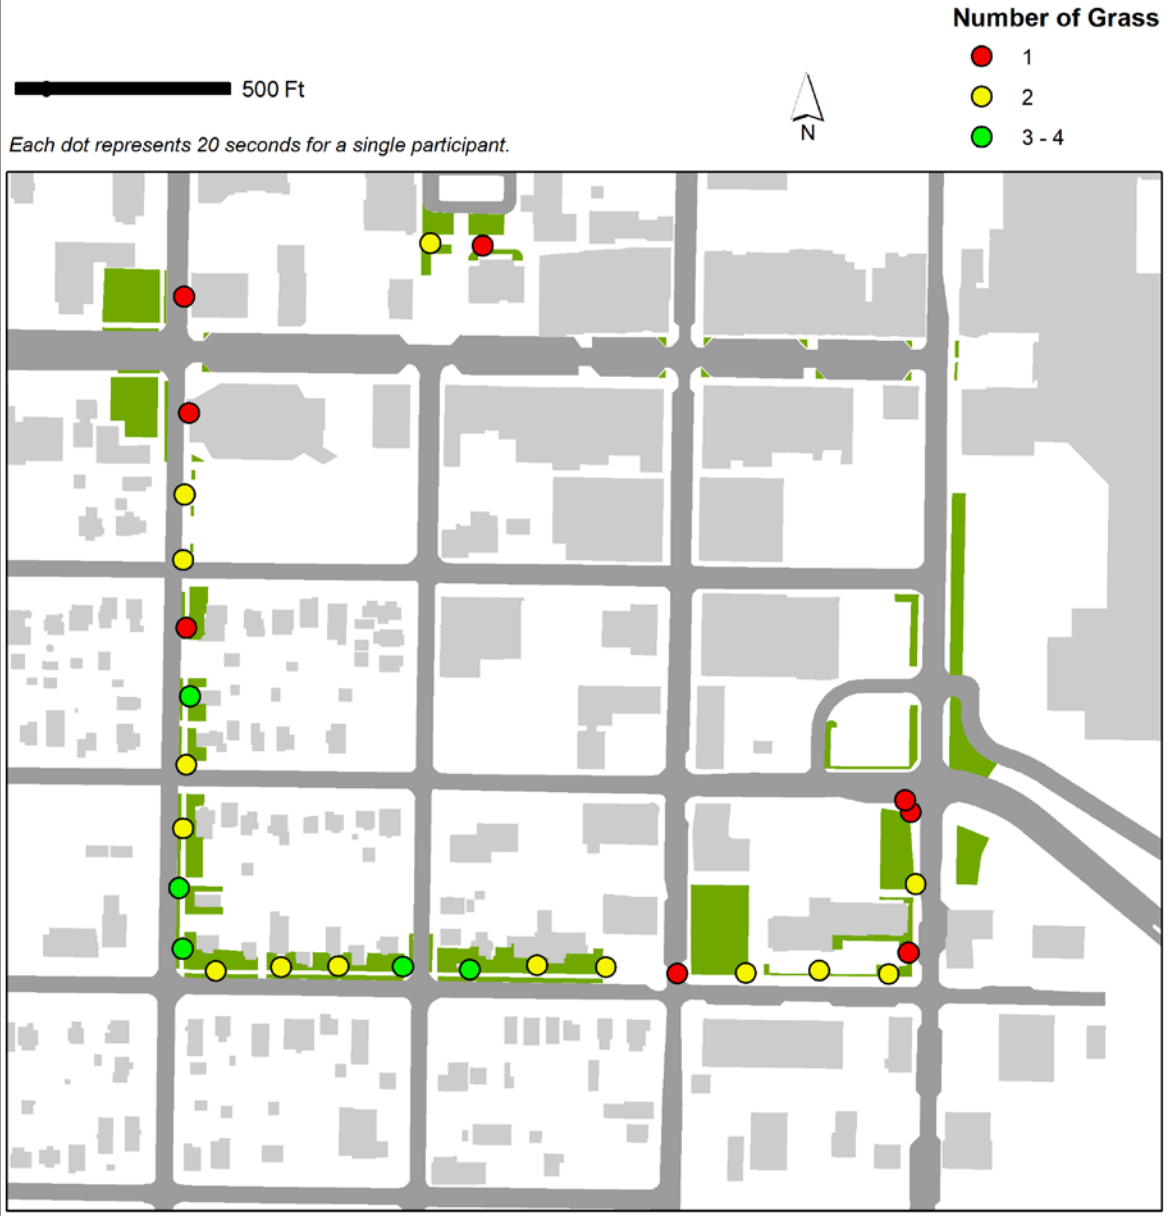 Number of Grass
1
2
3 - 4
500 Ft
N
Each dot represents 20 seconds for a single participant.